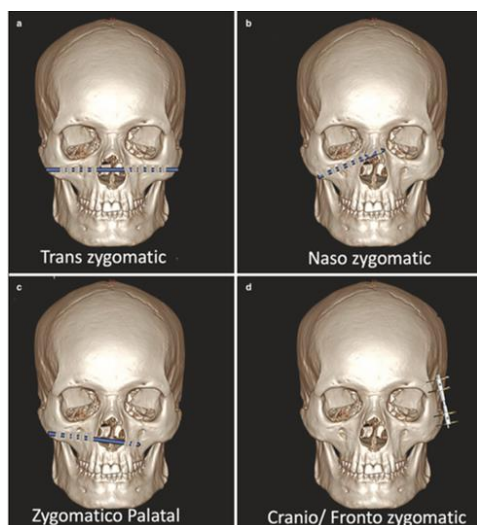 a
b
Trans zygomatic
Naso zygomatic
c
d
Zygomatico Palatal
Cranio/ Fronto zygomatic